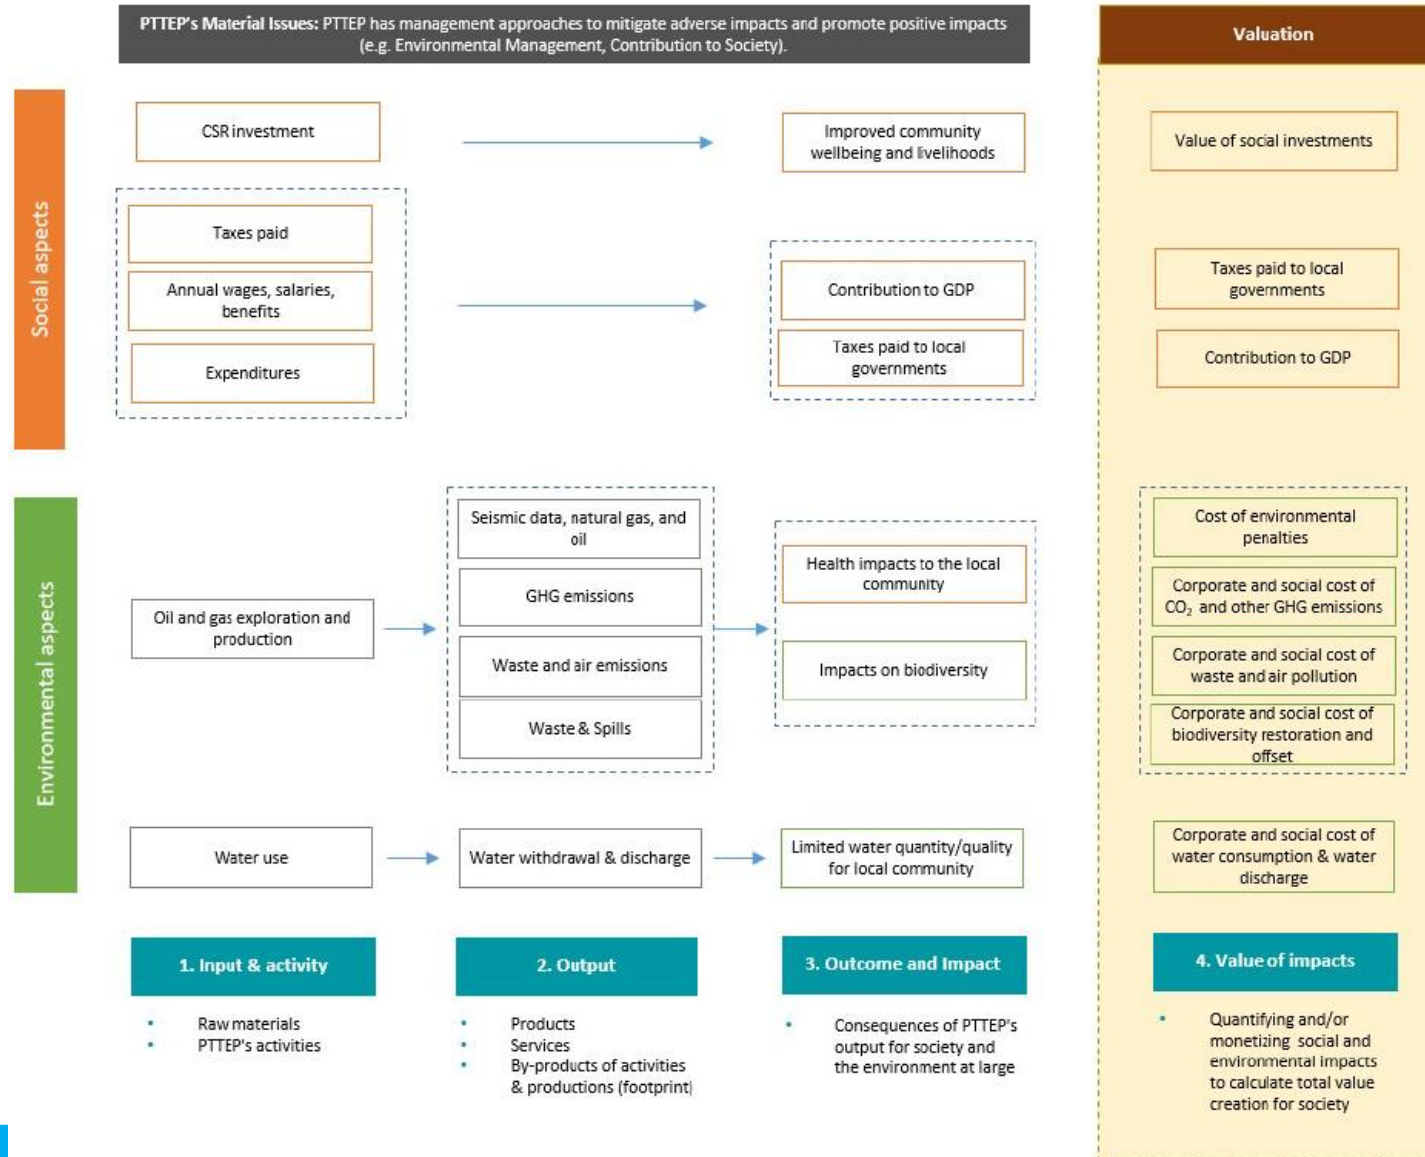 PTTEP's Material Issues: PTTEP has management approaches to mitigate adverse impacts and promote positive impacts
(e.g. Environmental Management, Contribution to Society).
Valuation
Social aspects
CSR investment
Improved community
wellbeing and livelihoods
Value of social investments
Taxes paid
Annual wages, salaries,
benefits
Expenditures
Contribution to GDP
Taxes paid to local
governments
Taxes paid to local
governments
Contribution to GDP
Environmental aspects
Oil and gas exploration and
production
Seismic data, natural gas, and
oil
GHG emissions
Waste and air emissions
Waste & Spills
Health impacts to the local
community
Impacts on biodiversity
Cost of environmental
penalties
Corporate and social cost of
CO₂ and other GHG emissions
Corporate and social cost of
waste and air pollution
Corporate and social cost of
biodiversity restoration and
offset
Water use
Water withdrawal & discharge
Limited water quantity/quality
for local community
Corporate and social cost of
water consumption & water
discharge
1. Input & activity
• Raw materials
• PTTEP's activities
2. Output
• Products
• Services
• By-products of activities
& productions (footprint)
3. Outcome and Impact
• Consequences of PTTEP's
output for society and
the environment at large
4. Value of impacts
• Quantifying and/or
monetizing social and
environmental impacts
to calculate total value
creation for society